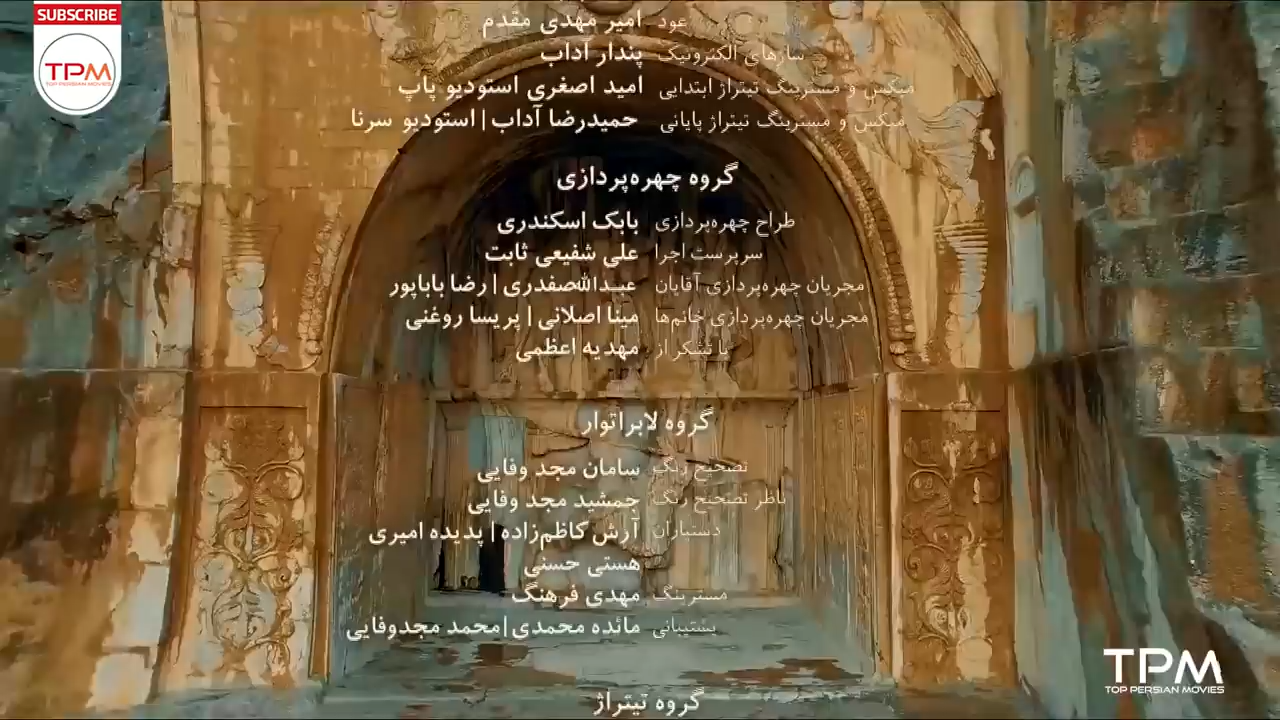 SUBSCRIBE
TPM
TOP PERSIAN MOVIES
عود امیر مهدی مقدم
سازهای الکترونیک پندار آداب
میکس و مسترینگ تیتراژ ابتدایی امید اصغری استودیو پاپ
میکس و مسترینگ تیتراژ پایانی حمیدرضا آداب | استودیو سرنا
گروه چهره‌پردازی
طراح چهره‌پردازی بابک اسکندری
سرپرست اجرا علی شفیعی ثابت
مجریان چهره‌پردازی آقایان عبدالله‌صفدری | رضا باباپور
مجریان چهره‌پردازی خانم‌ها مینا اصلانی | پریسا روغنی
با تشکر از مهدیه اعظمی
گروه لابراتوار
تصحیح رنگ سامان مجد وفایی
ناظر تصحیح رنگ جمشید مجد وفایی
دستیاران آرش کاظم‌زاده | پدیده امیری
هستی حسنی
مسترینگ مهدی فرهنگ
پشتیبانی مائده محمدی | محمد مجدوفایی
گروه تیتراژ
TPM
TOP PERSIAN MOVIES